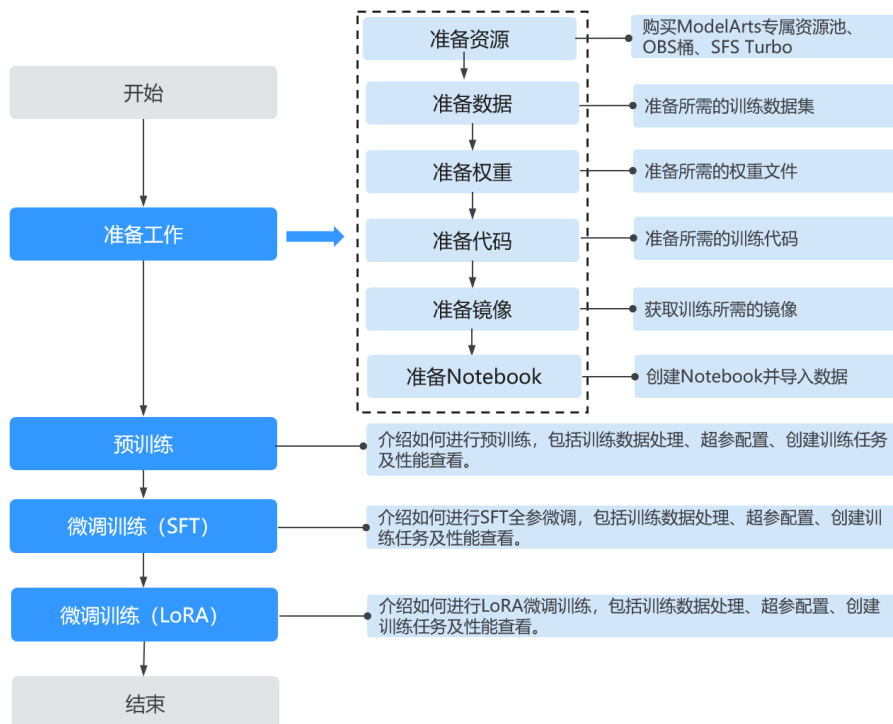 准备资源
购买ModelArts专属资源池、
OBS桶、SFS Turbo
开始
准备数据
准备所需的训练数据集
准备权重
准备所需的权重文件
准备工作
准备代码
准备所需的训练代码
准备镜像
获取训练所需的镜像
准备Notebook
创建Notebook并导入数据
预训练
介绍如何进行预训练，包括训练数据处理、超参配置、创建训练任务
及性能查看。
微调训练（SFT）
介绍如何进行SFT全参微调，包括训练数据处理、超参配置、创建训
练任务及性能查看。
微调训练（LoRA）
介绍如何进行LoRA微调训练，包括训练数据处理、超参配置、创建
训练任务及性能查看。
结束